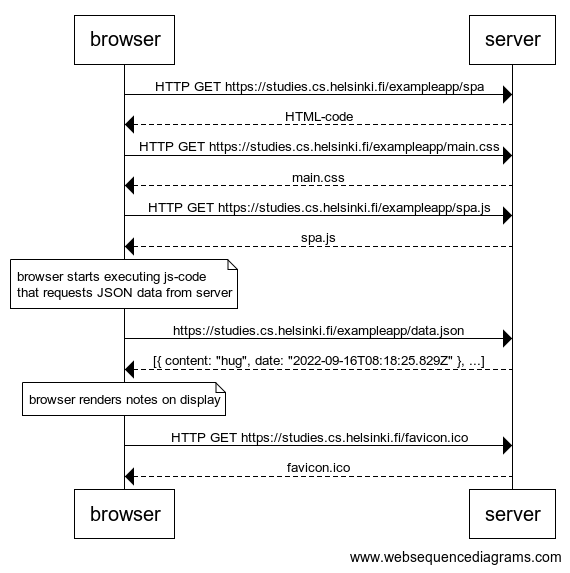 browser
server
HTTP GET https://studies.cs.helsinki.fi/exampleapp/spa
HTML-code
HTTP GET https://studies.cs.helsinki.fi/exampleapp/main.css
main.css
HTTP GET https://studies.cs.helsinki.fi/exampleapp/spa.js
spa.js
browser starts executing js-code
that requests JSON data from server
https://studies.cs.helsinki.fi/exampleapp/data.json
[{ content: "hug", date: "2022-09-16T08:18:25.829Z" }, ...]
browser renders notes on display
HTTP GET https://studies.cs.helsinki.fi/favicon.ico
favicon.ico
browser
server
www.websequencediagrams.com